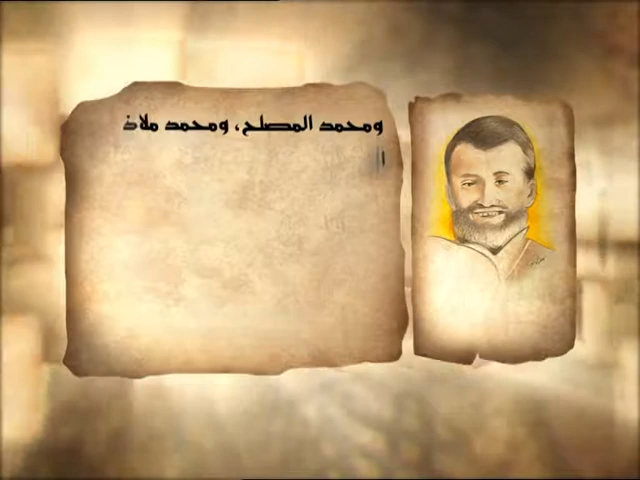 ومحمد المصلح، ومحمد ملاذ
ا